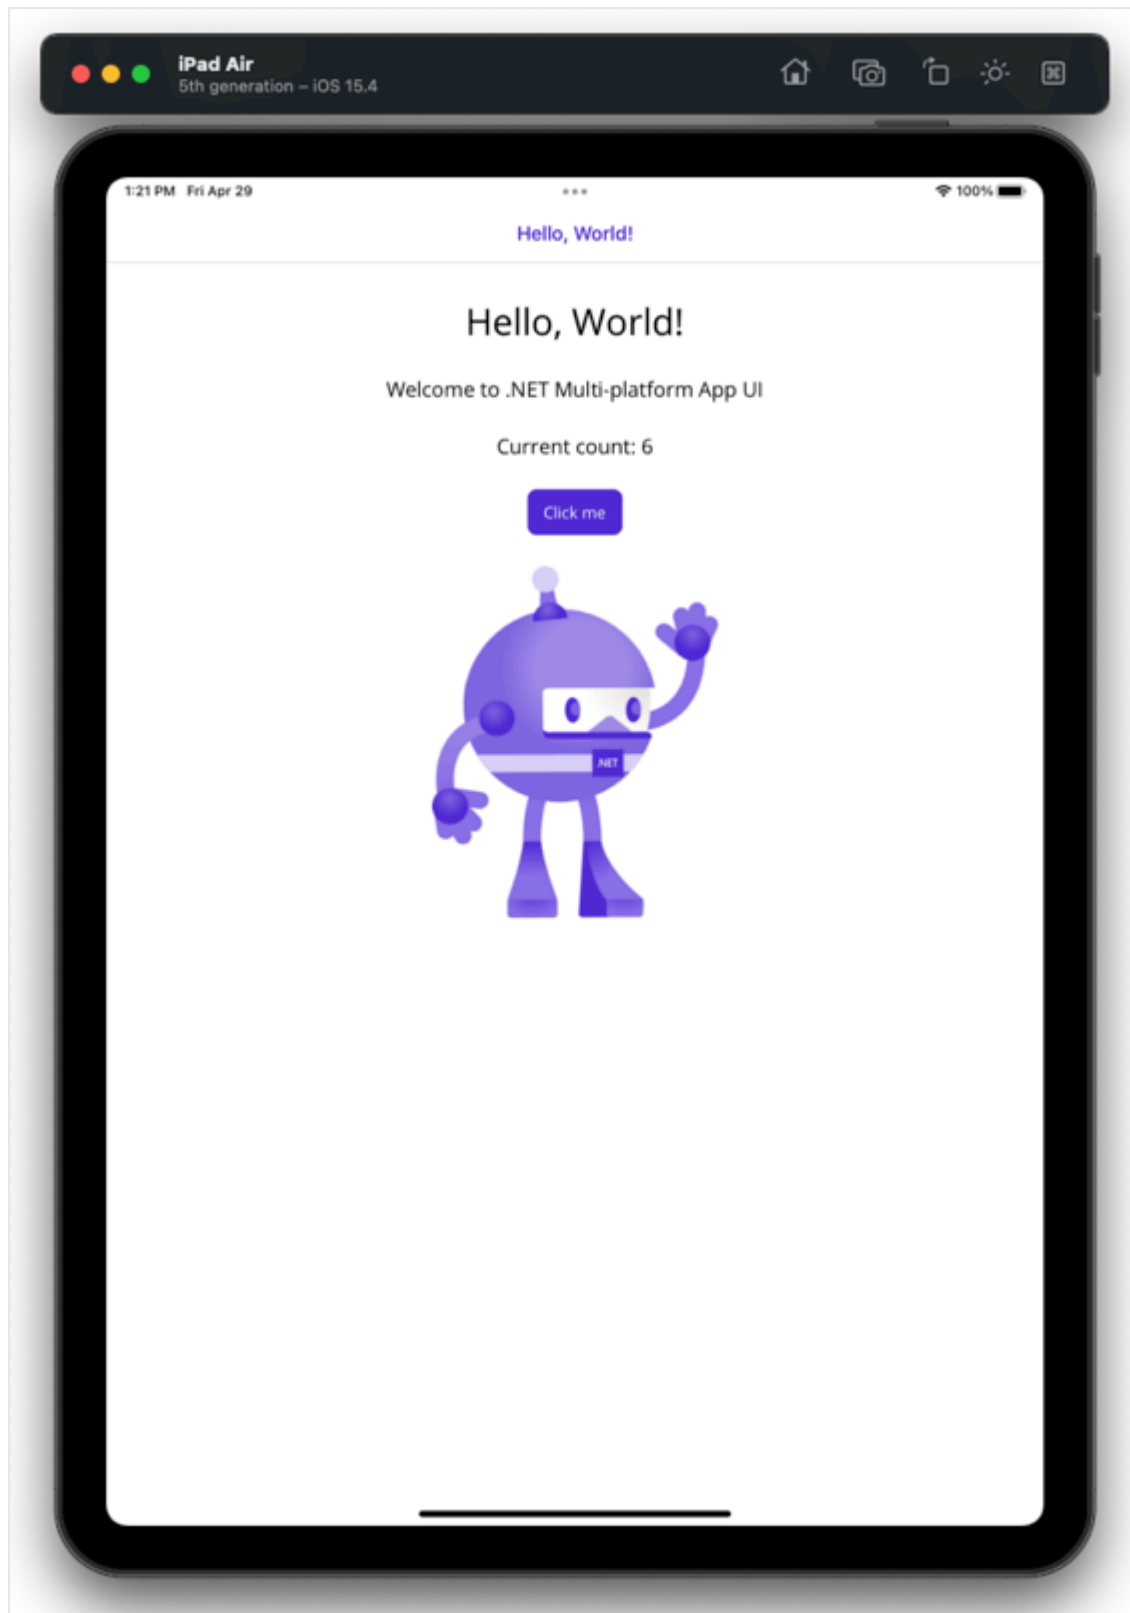 iPad Air
5th generation – iOS 15.4
1:21 PM Fri Apr 29
100%
Hello, World!
Hello, World!
Welcome to .NET Multi-platform App UI
Current count: 6
Click me
.NET